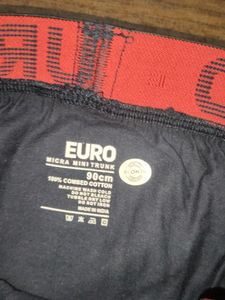 EURO
MICRA MINI TRUNK
90cm
100% COMBED COTTON
MACHINE WASH COLD
DO NOT BLEACH
TUMBLE DRY LOW
DO NOT IRON
MADE IN INDIA